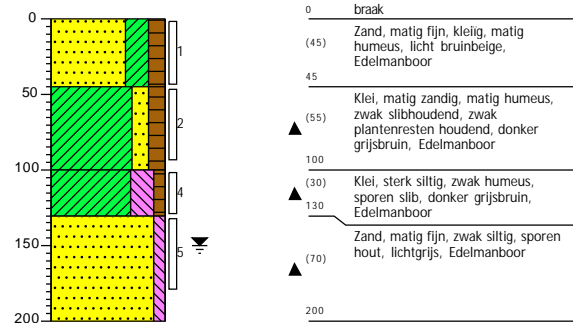 0
50
100
150
200
1
2
4
5
0 braak
(45) Zand, matig fijn, kleiïg, matig
humeus, licht bruinbeige,
Edelmanboor
45
(55) Klei, matig zandig, matig humeus,
zwak slibhoudend, zwak
plantenresten houdend, donker
grijsbruin, Edelmanboor
100
(30) Klei, sterk siltig, zwak humeus,
sporen slib, donker grijsbruin,
Edelmanboor
130
(70) Zand, matig fijn, zwak siltig, sporen
hout, lichtgrijs, Edelmanboor
200